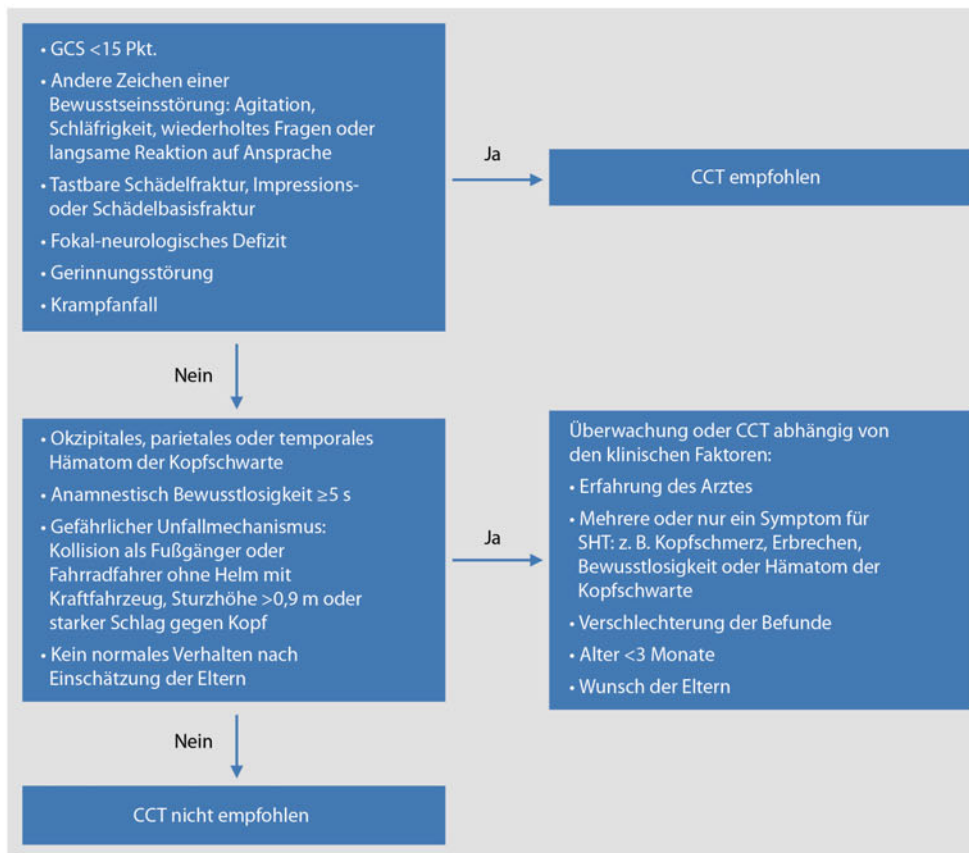 • GCS <15 Pkt.
• Andere Zeichen einer
Bewusstseinsstörung: Agitation,
Schläfrigkeit, wiederholtes Fragen oder
langsame Reaktion auf Ansprache
• Tastbare Schädelfraktur, Impressions-
oder Schädelbasisfraktur
• Fokal-neurologisches Defizit
• Gerinnungsstörung
• Krampfanfall
Ja
CCT empfohlen
Nein
• Okzipitales, parietales oder temporales
Hämatom der Kopfschwarte
• Anamnestisch Bewusstlosigkeit ≥5 s
• Gefährlicher Unfallmechanismus:
Kollision als Fußgänger oder
Fahrradfahrer ohne Helm mit
Kraftfahrzeug, Sturzhöhe >0,9 m oder
starker Schlag gegen Kopf
• Kein normales Verhalten nach
Einschätzung der Eltern
Ja
Überwachung oder CCT abhängig von
den klinischen Faktoren:
• Erfahrung des Arztes
• Mehrere oder nur ein Symptom für
SHT: z. B. Kopfschmerz, Erbrechen,
Bewusstlosigkeit oder Hämatom der
Kopfschwarte
• Verschlechterung der Befunde
• Alter <3 Monate
• Wunsch der Eltern
Nein
CCT nicht empfohlen